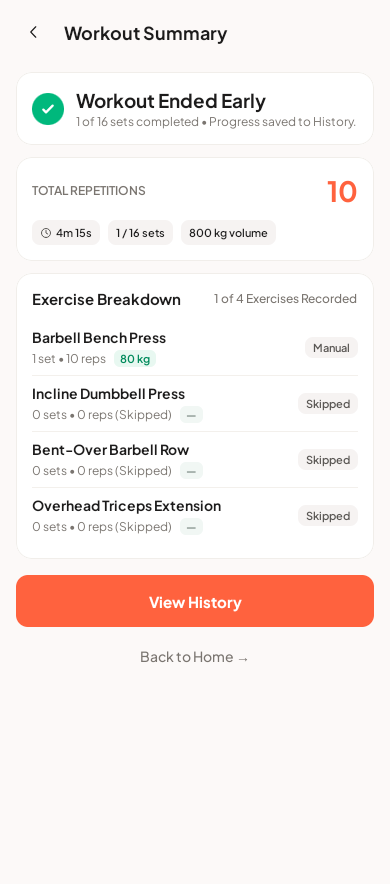 Workout Summary
Workout Ended Early
1 of 16 sets completed • Progress saved to History.
TOTAL REPETITIONS
10
4m 15s
1 / 16 sets
800 kg volume
Exercise Breakdown
1 of 4 Exercises Recorded
Barbell Bench Press
1 set • 10 reps 80 kg
Manual
Incline Dumbbell Press
0 sets • 0 reps (Skipped) —
Skipped
Bent-Over Barbell Row
0 sets • 0 reps (Skipped) —
Skipped
Overhead Triceps Extension
0 sets • 0 reps (Skipped) —
Skipped
View History
Back to Home →